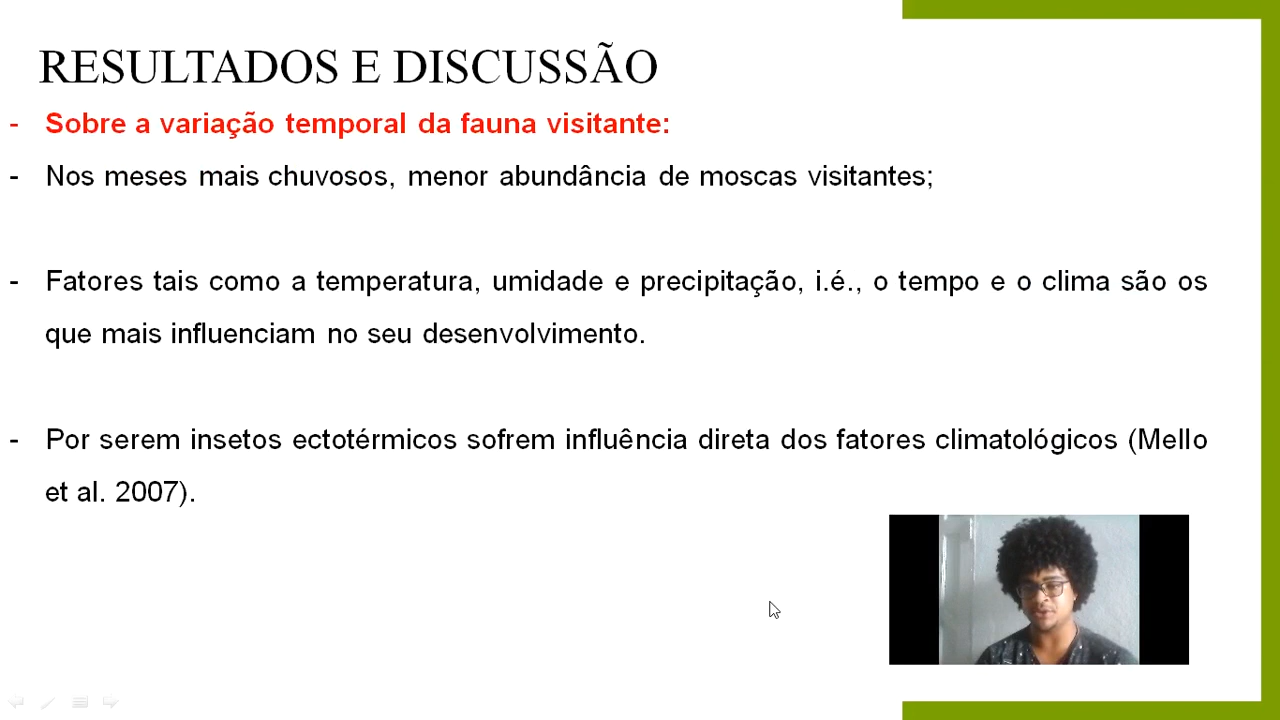 RESULTADOS E DISCUSSÃO
- Sobre a variação temporal da fauna visitante:
- Nos meses mais chuvosos, menor abundância de moscas visitantes;
- Fatores tais como a temperatura, umidade e precipitação, i.é., o tempo e o clima são os
que mais influenciam no seu desenvolvimento.
- Por serem insetos ectotérmicos sofrem influência direta dos fatores climatológicos (Mello
et al. 2007).